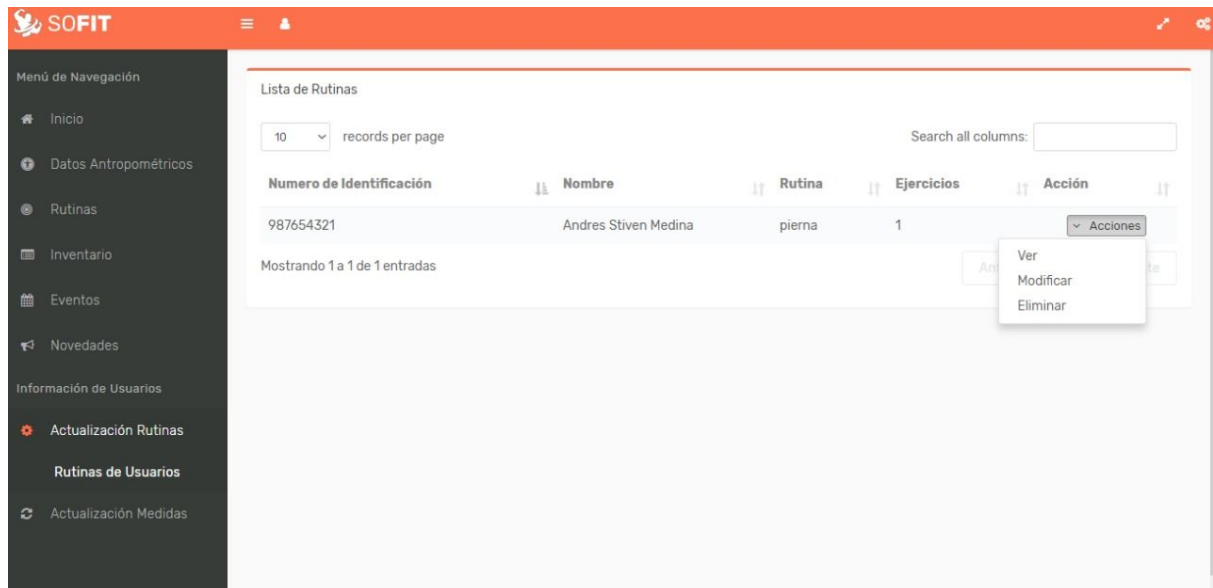 SOFIT
Menú de Navegación
Inicio
Datos Antropométricos
Rutinas
Inventario
Eventos
Novedades
Información de Usuarios
Actualización Rutinas
Rutinas de Usuarios
Actualización Medidas
Lista de Rutinas
10 records per page Search all columns:
Numero de Identificación Nombre Rutina Ejercicios Acción
987654321 Andres Stiven Medina pierna 1 Acciones
Mostrando 1 a 1 de 1 entradas
Ver
Modificar
Eliminar